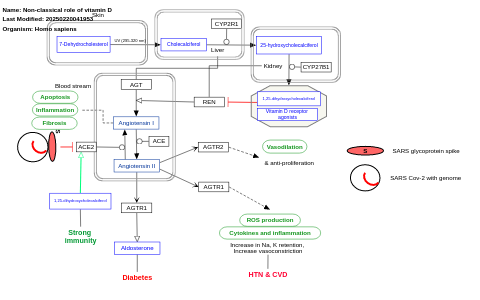 Name: Non-classical role of vitamin D
Skin
Last Modified: 20250220041953
Organism: Homo sapiens
CYP2R1
7-Dehydrocholesterol
UV (290-320 nm)
Cholecalciferol
25-hydroxycholecalciferol
Liver
Kidney
CYP27B1
Blood stream
AGT
Apoptosis
REN
1,25-dihydroxycholecalciferol
Inflammation
Vitamin D receptor
agonists
Fibrosis
Angiotensin I
S
ACE2
ACE
AGTR2
Vasodilation
S
SARS glycoprotein spike
Angiotensin II
& anti-proliferation
SARS Cov-2 with genome
AGTR1
1,25-dihydroxycholecalciferol
AGTR1
ROS production
Strong
immunity
Cytokines and inflammation
Aldosterone
Increase in Na, K retention,
Increase vasoconstriction
Diabetes
HTN & CVD